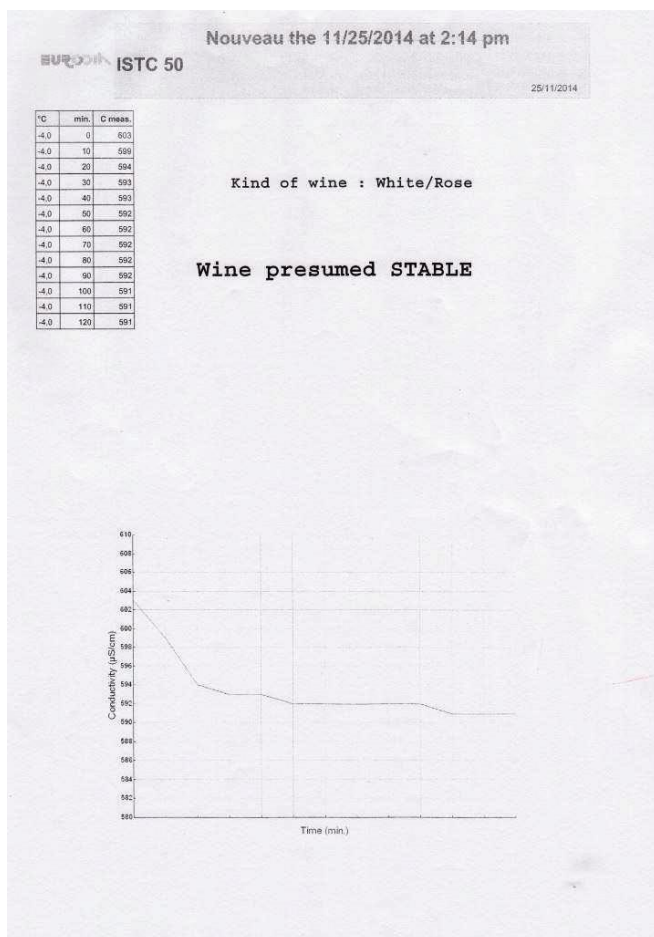 Nouveau the 11/25/2014 at 2:14 pm
ISTC 50
25/11/2014
°C min. C meas.
-4,0 0 603
-4,0 10 599
-4,0 20 594
-4,0 30 593
-4,0 40 593
-4,0 50 592
-4,0 60 592
-4,0 70 592
-4,0 80 592
-4,0 90 592
-4,0 100 591
-4,0 110 591
-4,0 120 591
Kind of wine : White/Rose
Wine presumed STABLE
610
608
606
604
602
600
598
596
594
592
590
588
586
584
582
580
Conductivity (µS/cm)
Time (min.)